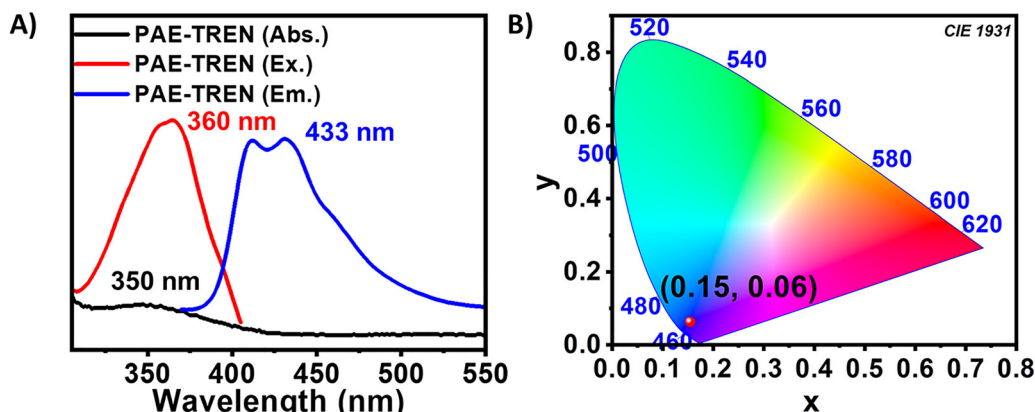 A)
PAE-TREN (Abs.)
PAE-TREN (Ex.)
PAE-TREN (Em.)
360 nm
433 nm
350 nm
350 400 450 500 550
Wavelength (nm)
B)
CIE 1931
520
540
560
580
600
620
500
480
460
(0.15, 0.06)
0.8
0.6
0.4
0.2
0.0
y
0.0 0.1 0.2 0.3 0.4 0.5 0.6 0.7 0.8
x